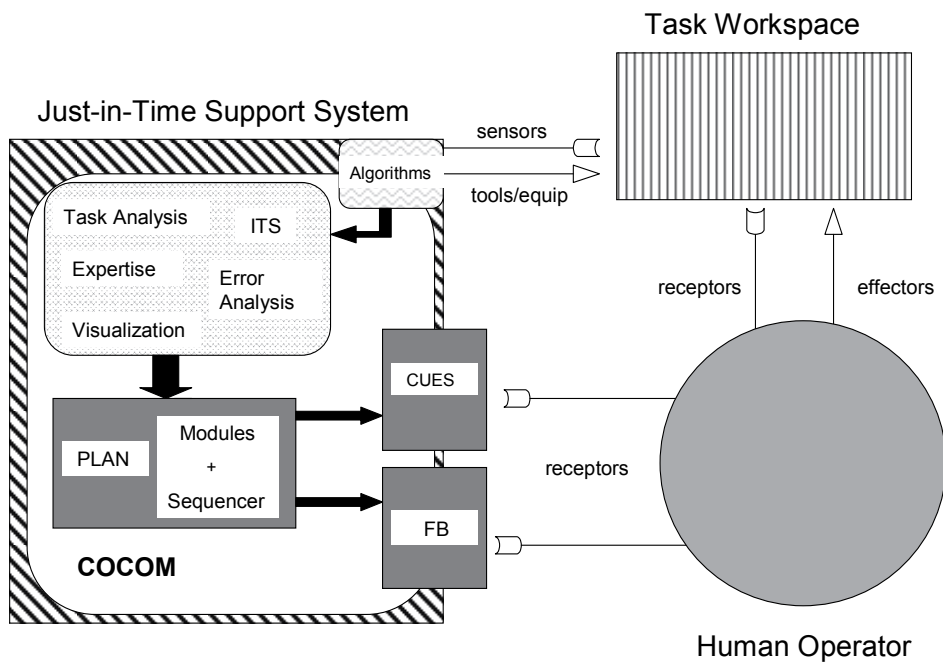 Task Workspace
Just-in-Time Support System
sensors
Algorithms
tools/equip
Task Analysis
ITS
Expertise
Error
Analysis
Visualization
receptors
effectors
CUES
PLAN
Modules
+
Sequencer
receptors
FB
COCOM
Human Operator